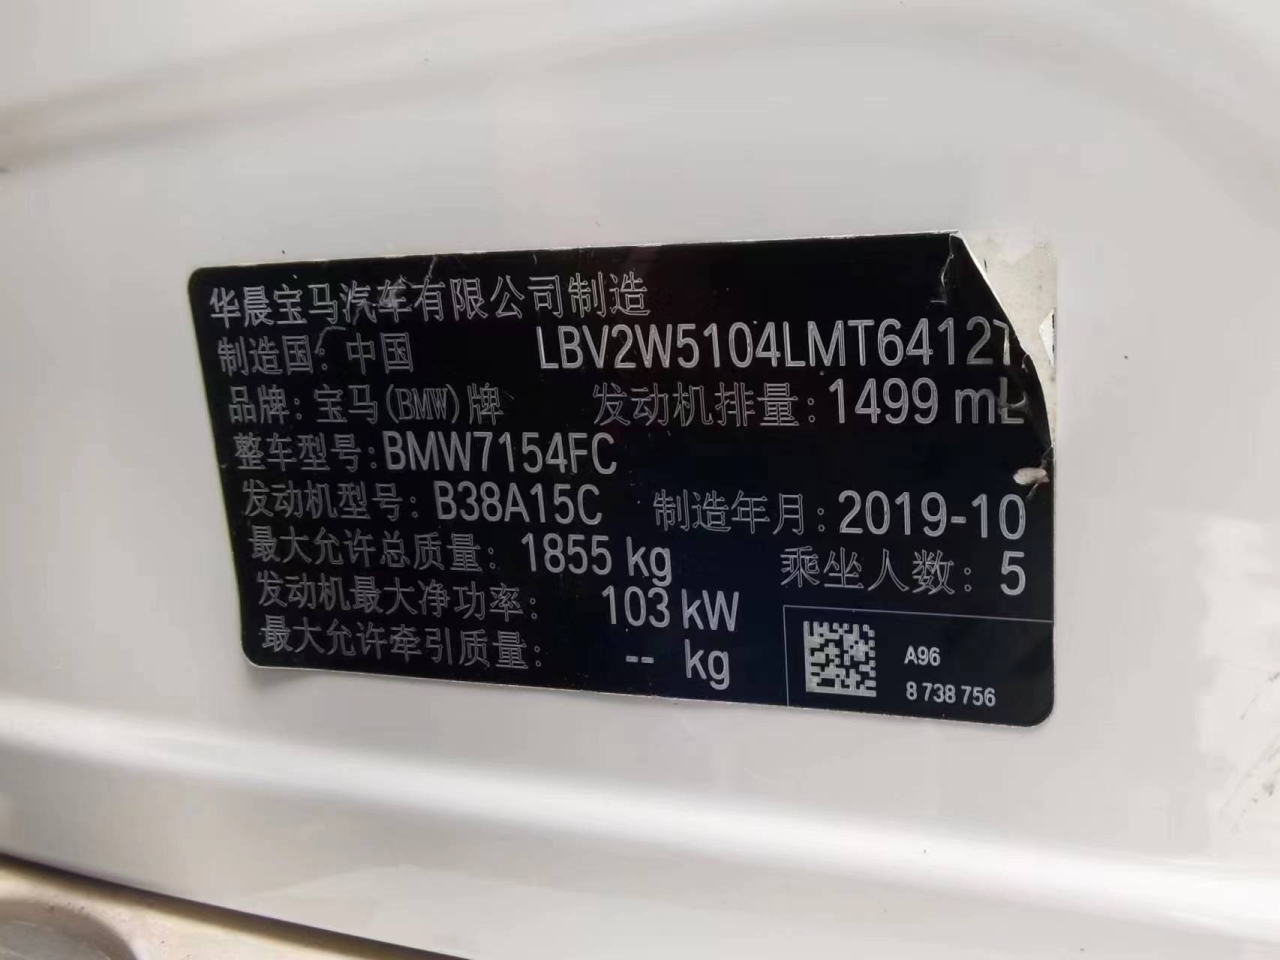 华晨宝马汽车有限公司制造
制造国: 中国 LBV2W5104LMT64127
品牌: 宝马(BMW)牌 发动机排量: 1499 mL
整车型号: BMW7154FC
发动机型号: B38A15C 制造年月: 2019-10
最大允许总质量: 1855 kg 乘坐人数: 5
发动机最大净功率: 103 kW
最大允许牵引质量: -- kg
A96
8 738 756